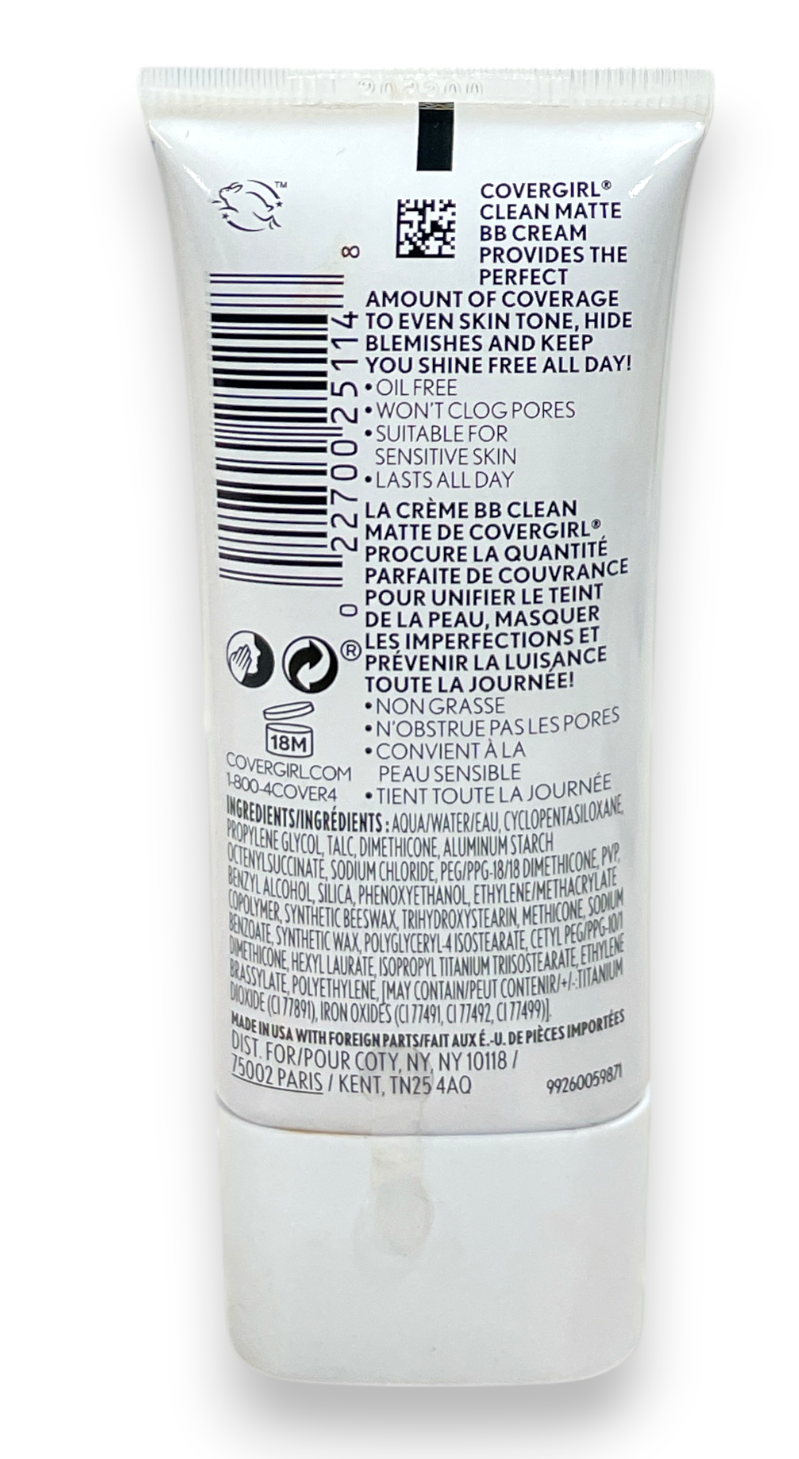 TM
COVERGIRL®
CLEAN MATTE
BB CREAM
PROVIDES THE
PERFECT
AMOUNT OF COVERAGE
TO EVEN SKIN TONE, HIDE
BLEMISHES AND KEEP
YOU SHINE FREE ALL DAY!
• OIL FREE
• WON'T CLOG PORES
• SUITABLE FOR
SENSITIVE SKIN
• LASTS ALL DAY
0 22700 25114 8
LA CRÈME BB CLEAN
MATTE DE COVERGIRL®
PROCURE LA QUANTITÉ
PARFAITE DE COUVRANCE
POUR UNIFIER LE TEINT
DE LA PEAU, MASQUER
LES IMPERFECTIONS ET
PRÉVENIR LA LUISANCE
TOUTE LA JOURNÉE!
• NON GRASSE
• N'OBSTRUE PAS LES PORES
• CONVIENT À LA
PEAU SENSIBLE
• TIENT TOUTE LA JOURNÉE
®
18M
COVERGIRL.COM
1-800-4COVER4
INGREDIENTS/INGRÉDIENTS : AQUA/WATER/EAU, CYCLOPENTASILOXANE,
PROPYLENE GLYCOL, TALC, DIMETHICONE, ALUMINUM STARCH
OCTENYLSUCCINATE, SODIUM CHLORIDE, PEG/PPG-18/18 DIMETHICONE, PVP,
BENZYL ALCOHOL, SILICA, PHENOXYETHANOL, ETHYLENE/METHACRYLATE
COPOLYMER, SYNTHETIC BEESWAX, TRIHYDROXYSTEARIN, METHICONE, SODIUM
BENZOATE, SYNTHETIC WAX, POLYGLYCERYL-4 ISOSTEARATE, CETYL PEG/PPG-10/1
DIMETHICONE, HEXYL LAURATE, ISOPROPYL TITANIUM TRIISOSTEARATE, ETHYLENE
BRASSYLATE, POLYETHYLENE, [MAY CONTAIN/PEUT CONTENIR/+/-:TITANIUM
DIOXIDE (CI 77891), IRON OXIDES (CI 77491, CI 77492, CI 77499)].
MADE IN USA WITH FOREIGN PARTS/FAIT AUX É.-U. DE PIÈCES IMPORTÉES
DIST. FOR/POUR COTY, NY, NY 10118 /
75002 PARIS / KENT, TN25 4AQ
99260059871